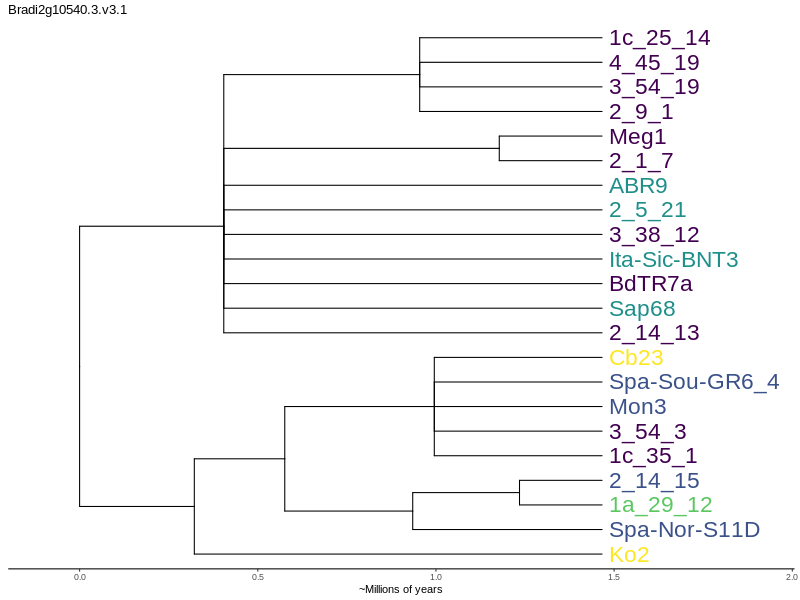 Bradi2g10540.3.v3.1
1c_25_14
4_45_19
3_54_19
2_9_1
Meg1
2_1_7
ABR9
2_5_21
3_38_12
Ita-Sic-BNT3
BdTR7a
Sap68
2_14_13
Cb23
Spa-Sou-GR6_4
Mon3
3_54_3
1c_35_1
2_14_15
1a_29_12
Spa-Nor-S11D
Ko2
0.0 0.5 1.0 1.5 2.0
~Millions of years